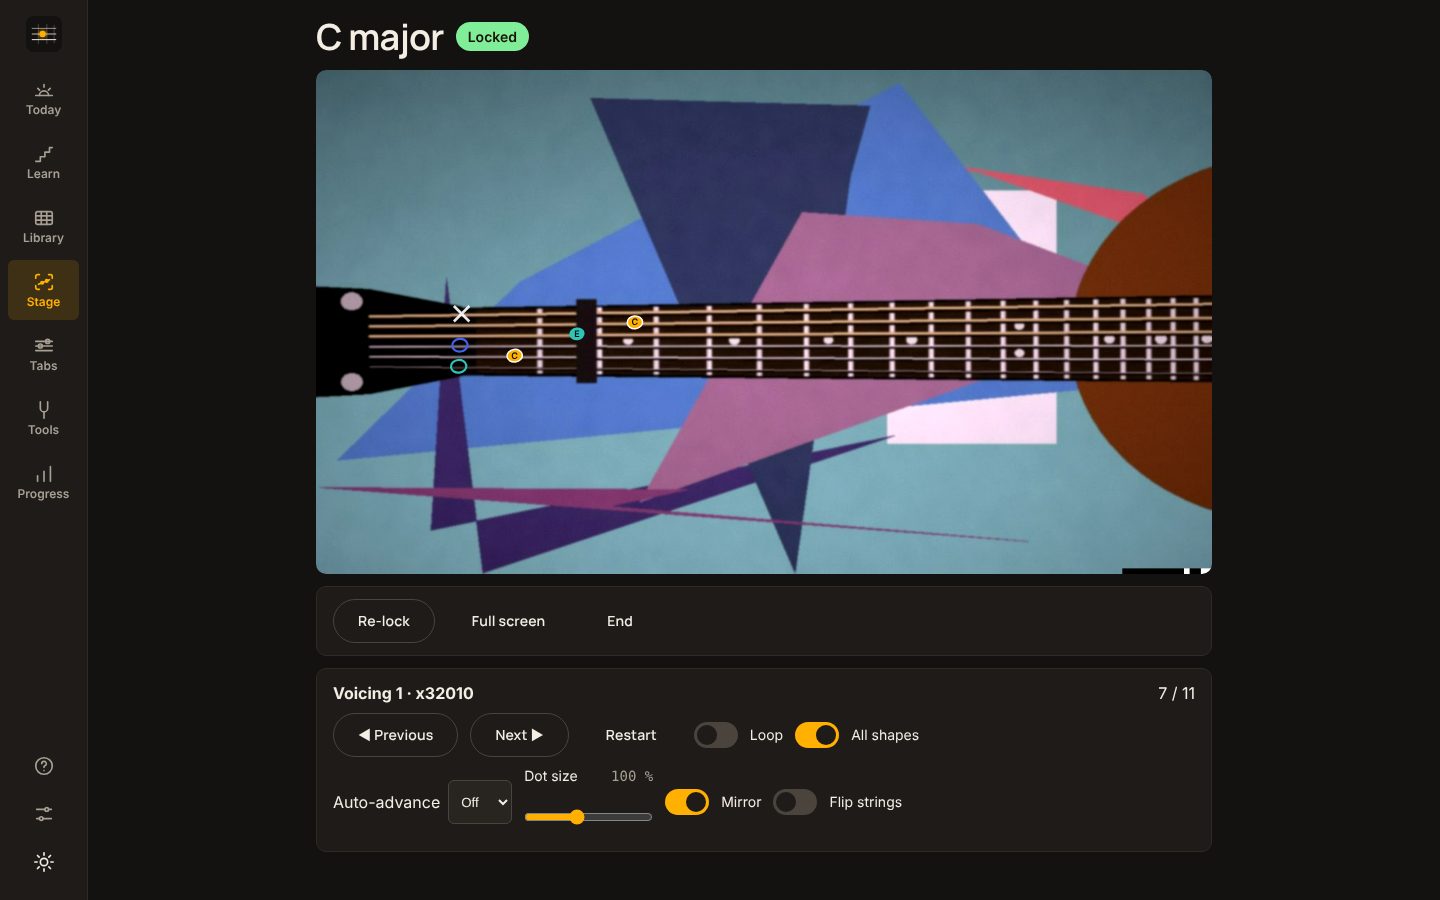 C major
Locked
Today
Learn
Library
Stage
Tabs
Tools
Progress
C
E
C
Re-lock
Full screen
End
Voicing 1 · x32010
7 / 11
◀ Previous
Next ▶
Restart
Loop
All shapes
Auto-advance
Off
Dot size
100 %
Mirror
Flip strings